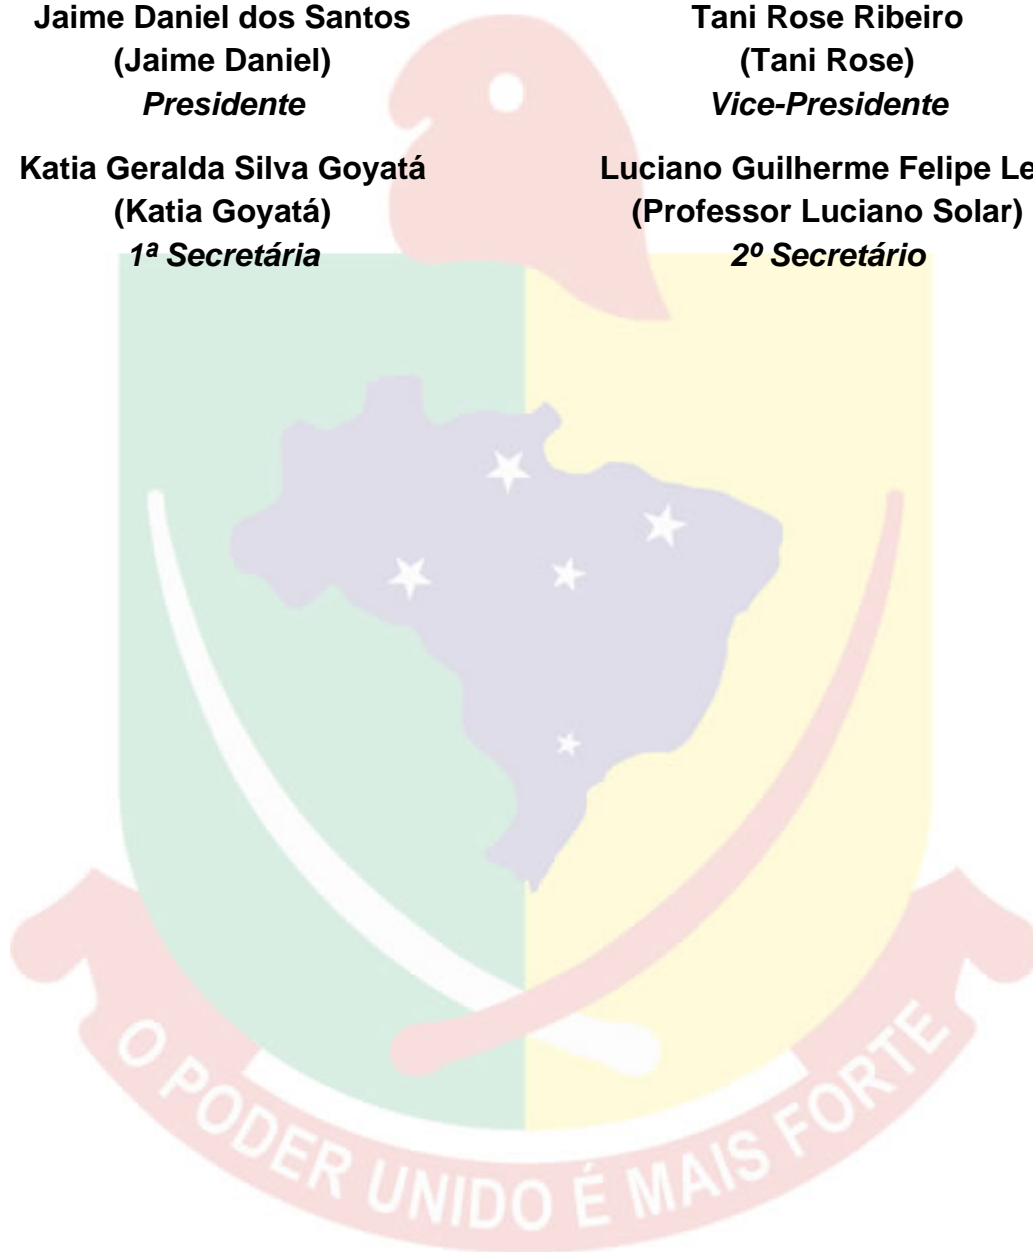 Jaime Daniel dos Santos
(Jaime Daniel)
Presidente
Tani Rose Ribeiro
(Tani Rose)
Vice-Presidente
Katia Geralda Silva Goyatá
(Katia Goyatá)
1ª Secretária
Luciano Guilherme Felipe Le
(Professor Luciano Solar)
2º Secretário
O PODER UNIDO É MAIS FORTE